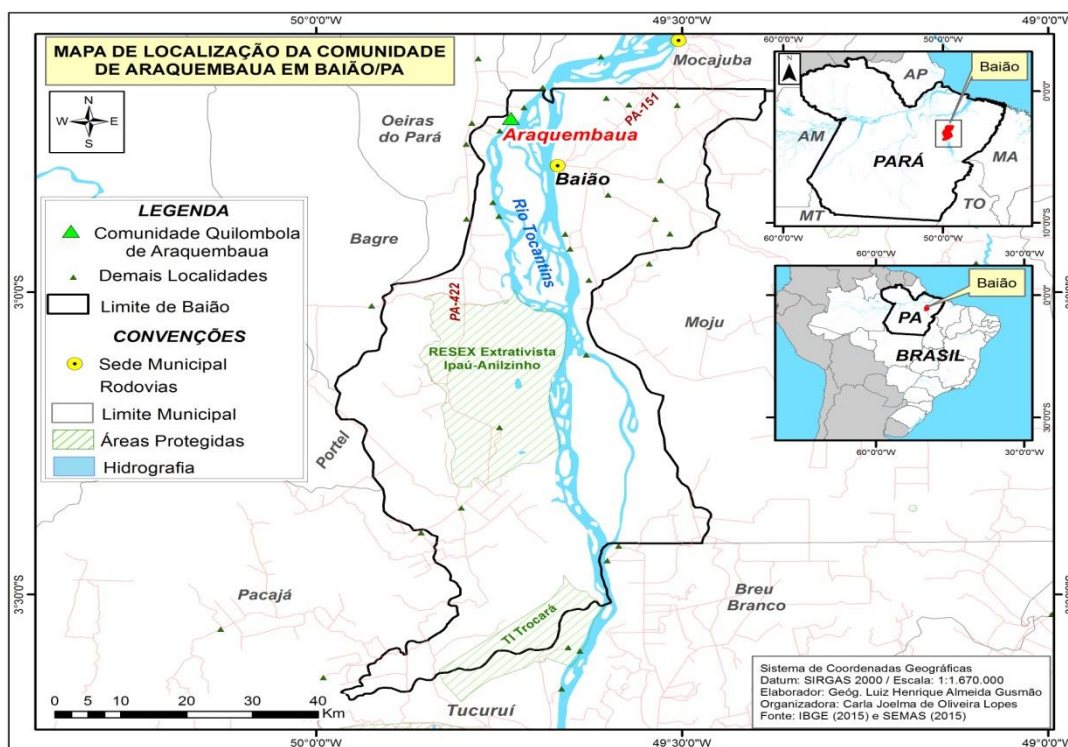 50°0'0"W
49°30'0"W
49°0'0"W
MAPA DE LOCALIZAÇÃO DA COMUNIDADE
DE ARAQUEMBAUA EM BAIÃO/PA
N
W
E
S
Oeiras
do Pará
Mocajuba
PA-151
Araquembaua
Baião
Rio Tocantins
Bagre
PA-422
Moju
RESEX Extrativista
Ipaú-Anilzinho
Portel
Pacajá
Breu
Branco
TI Trocará
Tucuruí
LEGENDA
Comunidade Quilombola
de Araquembaua
Demais Localidades
Limite de Baião
CONVENÇÕES
Sede Municipal
Rodovias
Limite Municipal
Áreas Protegidas
Hidrografia
3°0'0"S
3°30'0"S
0 5 10 20 30 40
Km
50°0'0"W
49°30'0"W
49°0'0"W
60°0'0"W
50°0'0"W
N
Baião
AP
0°0'0"
AM
PARÁ
MA
MT
TO
10°0'0"S
60°0'0"W
50°0'0"W
Baião
0°0'0"
PA
BRASIL
30°0'0"S
60°0'0"W
30°0'0"W
Sistema de Coordenadas Geográficas
Datum: SIRGAS 2000 / Escala: 1:1.670.000
Elaborador: Geóg. Luiz Henrique Almeida Gusmão
Organizadora: Carla Joelma de Oliveira Lopes
Fonte: IBGE (2015) e SEMAS (2015)